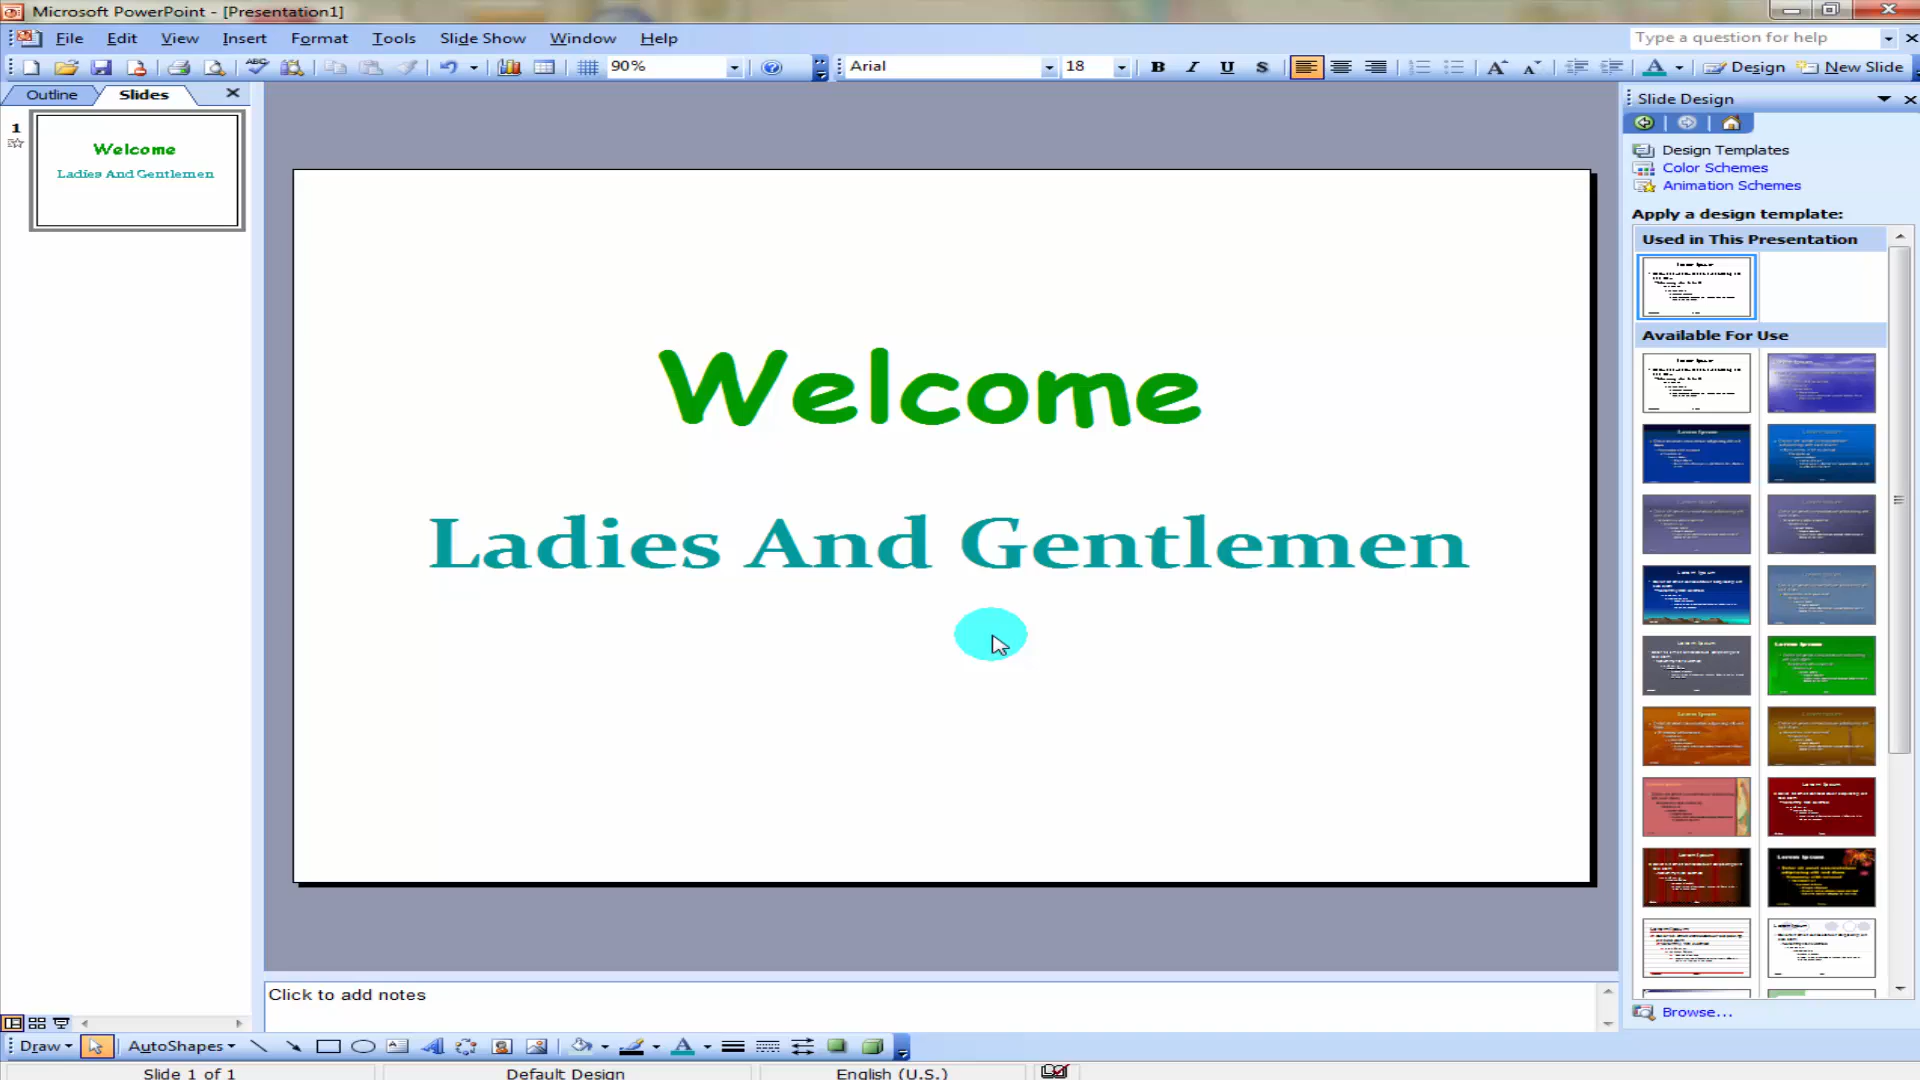 Microsoft PowerPoint - [Presentation1]
File Edit View Insert Format Tools Slide Show Window Help
Type a question for help
90%
Arial
18
B I U S
A A
A
Design
New Slide
Outline
Slides
Slide Design
1
Welcome
Ladies And Gentlemen
Design Templates
Color Schemes
Animation Schemes
Apply a design template:
Used in This Presentation
Available For Use
Welcome
Ladies And Gentlemen
Click to add notes
Browse...
Draw
AutoShapes
A
Slide 1 of 1
Default Design
English (U.S.)